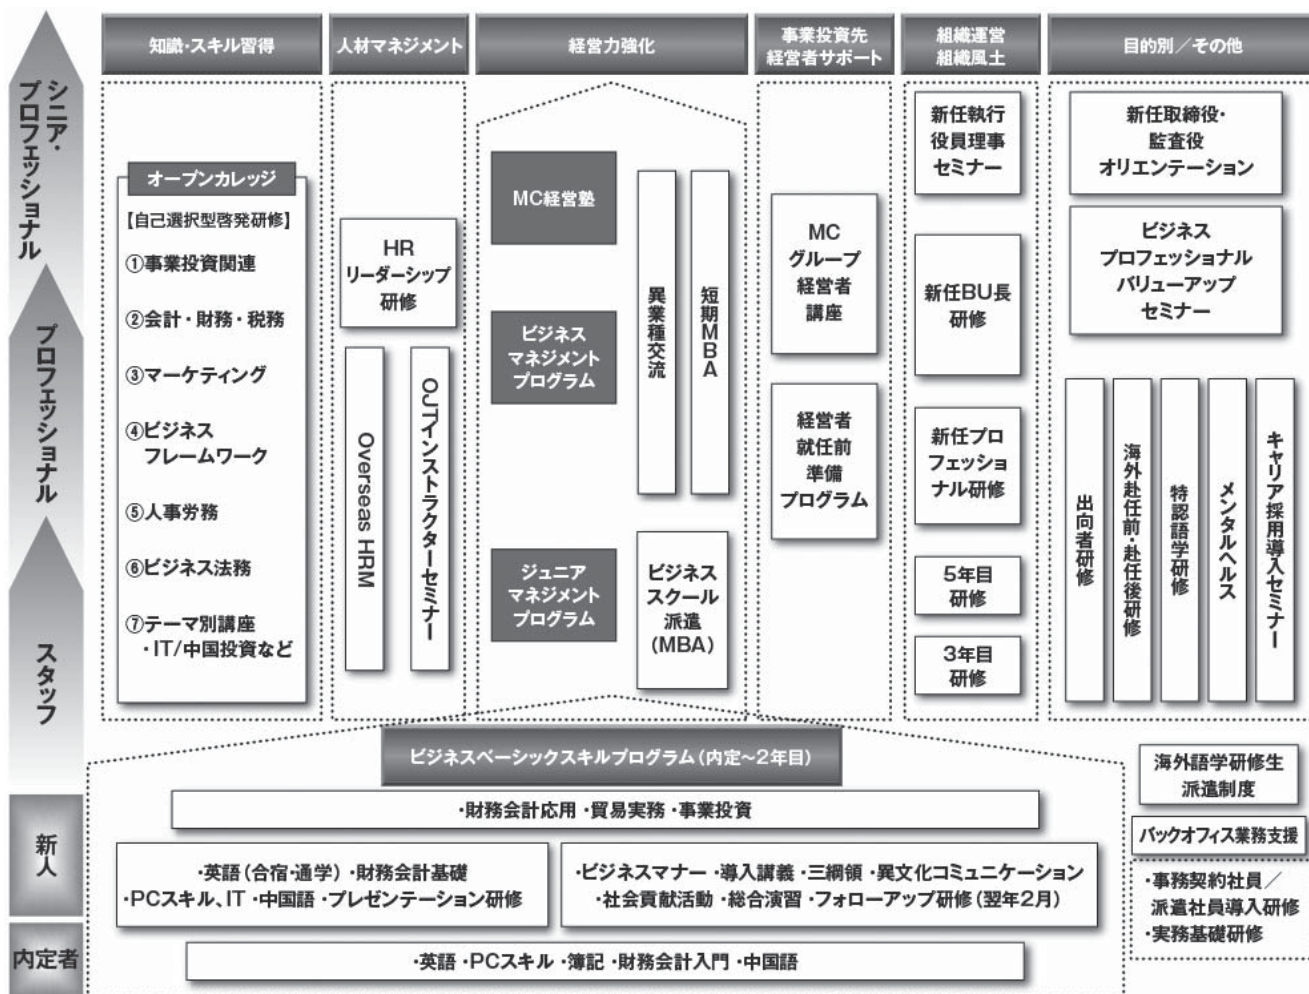 シニア・
プロフェッショナル
プロフェッショナル
スタッフ
新人
内定者
知識・スキル習得
オープンカレッジ
【自己選択型啓発研修】
①事業投資関連
②会計・財務・税務
③マーケティング
④ビジネス
フレームワーク
⑤人事労務
⑥ビジネス法務
⑦テーマ別講座
・IT/中国投資など
人材マネジメント
HR
リーダーシップ
研修
Overseas HRM
OJTインストラクターセミナー
経営力強化
MC経営塾
ビジネス
マネジメント
プログラム
ジュニア
マネジメント
プログラム
異業種交流
短期MBA
ビジネス
スクール
派遣
(MBA)
事業投資先
経営者サポート
MC
グループ
経営者
講座
経営者
就任前
準備
プログラム
組織運営
組織風土
新任執行
役員理事
セミナー
新任BU長
研修
新任プロ
フェッショ
ナル研修
5年目
研修
3年目
研修
目的別／その他
新任取締役・
監査役
オリエンテーション
ビジネス
プロフェッショナル
バリューアップ
セミナー
出向者研修
海外赴任前・赴任後研修
特認語学研修
メンタルヘルス
キャリア採用導入セミナー
ビジネスベーシックスキルプログラム(内定～2年目)
・財務会計応用・貿易実務・事業投資
・英語(合宿・通学)・財務会計基礎
・PCスキル、IT・中国語・プレゼンテーション研修
・ビジネスマナー・導入講義・三綱領・異文化コミュニケーション
・社会貢献活動・総合演習・フォローアップ研修(翌年2月)
・英語・PCスキル・簿記・財務会計入門・中国語
海外語学研修生
派遣制度
バックオフィス業務支援
・事務契約社員／
派遣社員導入研修
・実務基礎研修